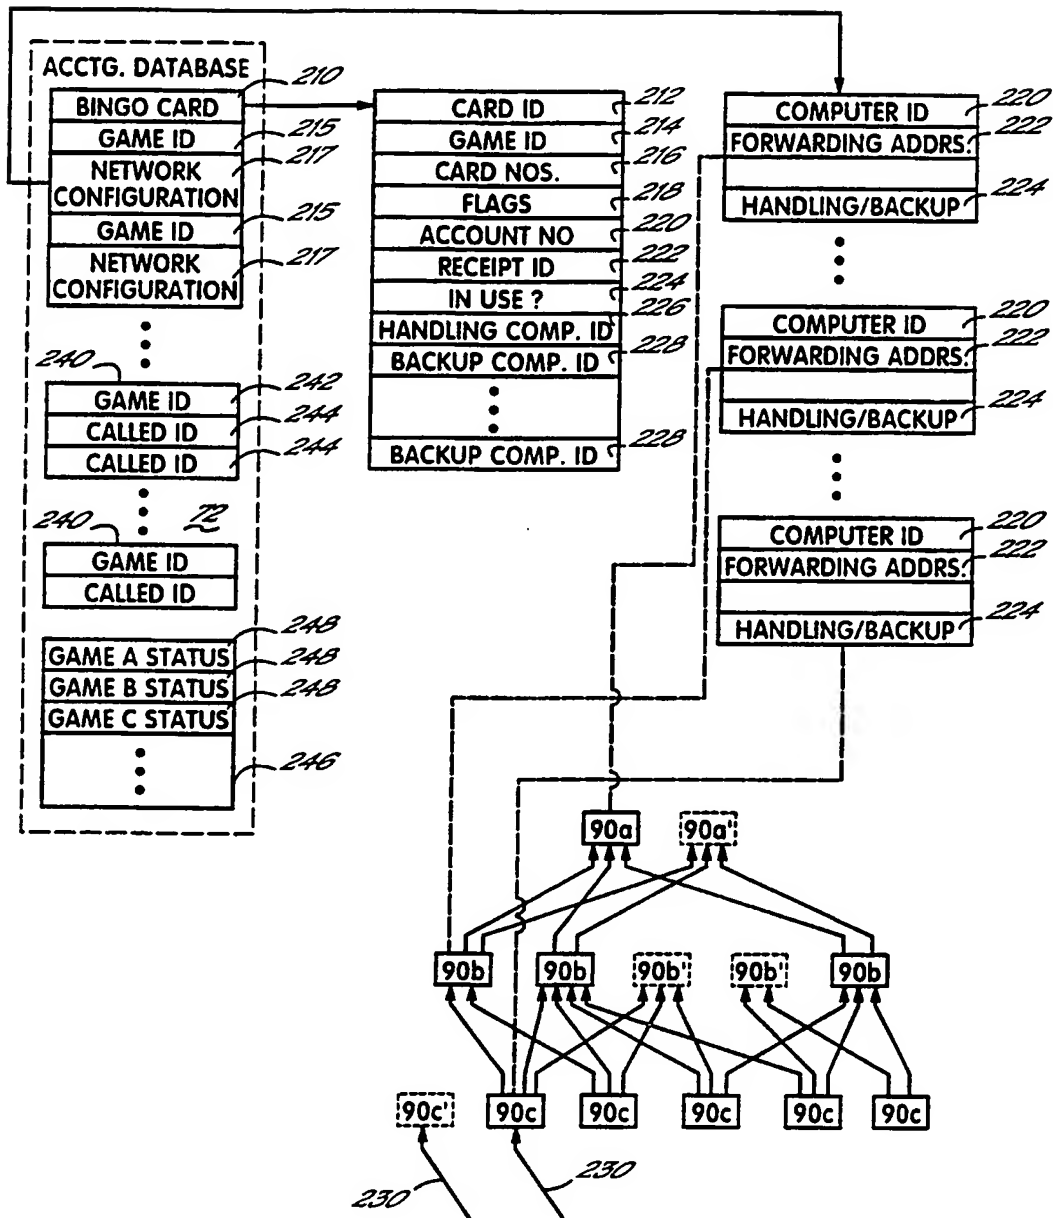 ACCTG. DATABASE
BINGO CARD 210
GAME ID 215
NETWORK CONFIGURATION 217
GAME ID 215
NETWORK CONFIGURATION 217
240
GAME ID 242
CALLED ID 244
CALLED ID 244
72
240
GAME ID
CALLED ID
GAME A STATUS 248
GAME B STATUS 248
GAME C STATUS 248
246
CARD ID 212
GAME ID 214
CARD NOS. 216
FLAGS 218
ACCOUNT NO 220
RECEIPT ID 222
IN USE ? 224
HANDLING COMP. ID 226
BACKUP COMP. ID 228
BACKUP COMP. ID 228
COMPUTER ID 220
FORWARDING ADDRS. 222
HANDLING/BACKUP 224
COMPUTER ID 220
FORWARDING ADDRS. 222
HANDLING/BACKUP 224
COMPUTER ID 220
FORWARDING ADDRS. 222
HANDLING/BACKUP 224
90a 90a'
90b 90b 90b' 90b' 90b
90c' 90c 90c 90c 90c 90c
230 230